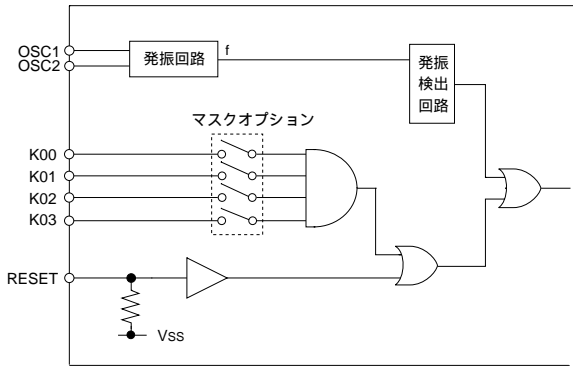 OSC1
OSC2
発振回路
f
発振
検出
回路
マスクオプション
K00
K01
K02
K03
RESET
VSS